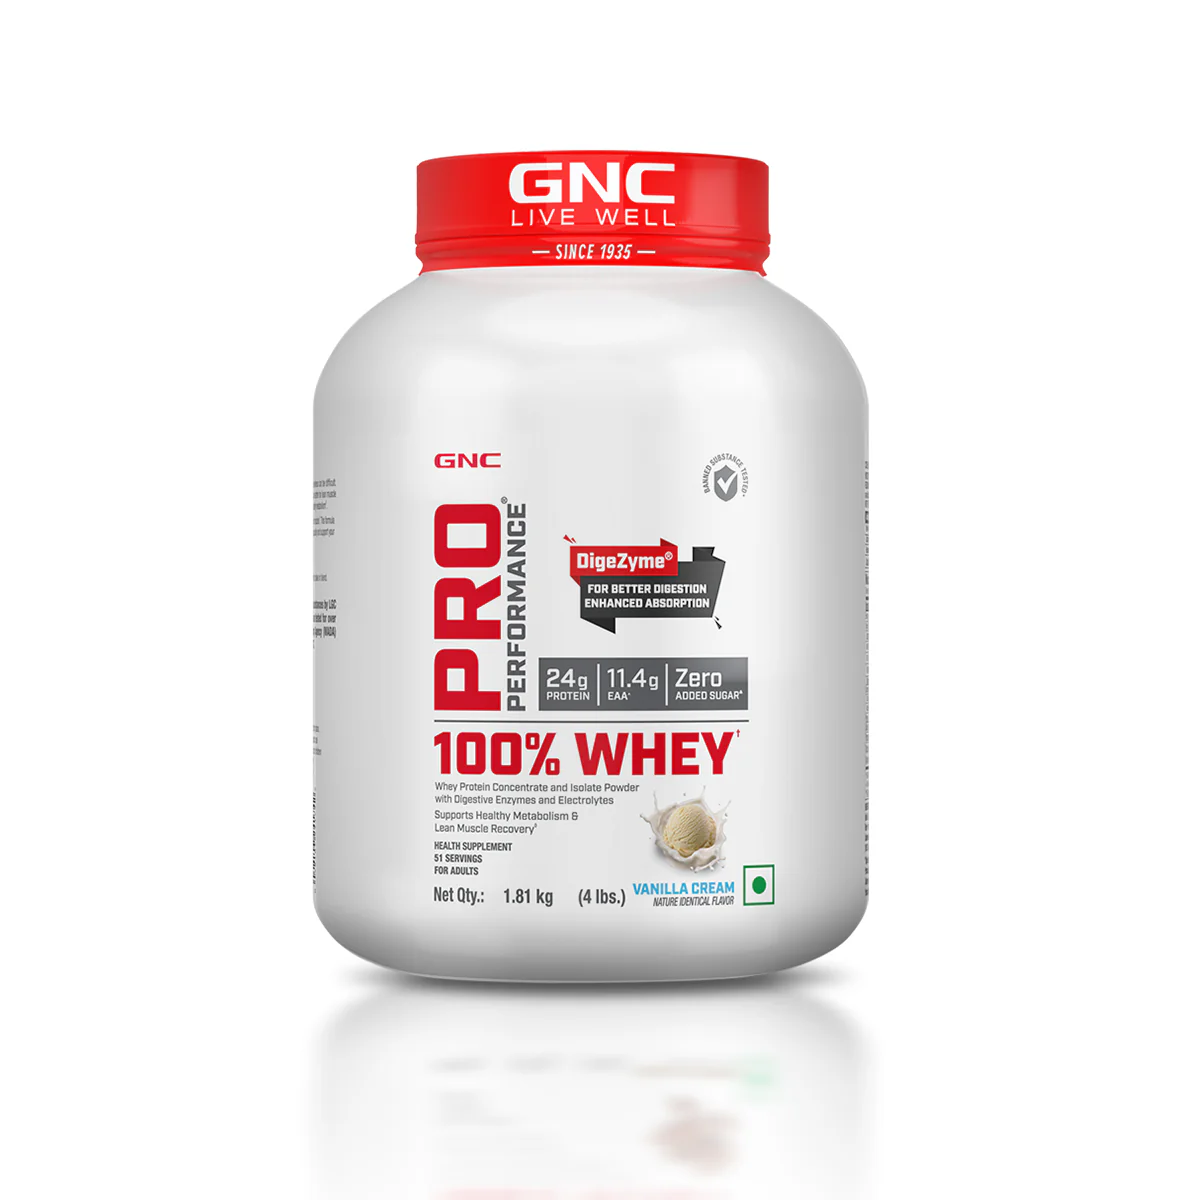 GNC
LIVE WELL
SINCE 1935
GNC
BANNED SUBSTANCE TESTED+
PRO
PERFORMANCE®
DigeZyme®
FOR BETTER DIGESTION
ENHANCED ABSORPTION
24g
PROTEIN
11.4g
EAA^
Zero
ADDED SUGAR#
100% WHEY†
Whey Protein Concentrate and Isolate Powder
with Digestive Enzymes and Electrolytes
Supports Healthy Metabolism &
Lean Muscle Recovery§
HEALTH SUPPLEMENT
51 SERVINGS
FOR ADULTS
Net Qty.: 1.81 kg (4 lbs.)
VANILLA CREAM
NATURE IDENTICAL FLAVOR